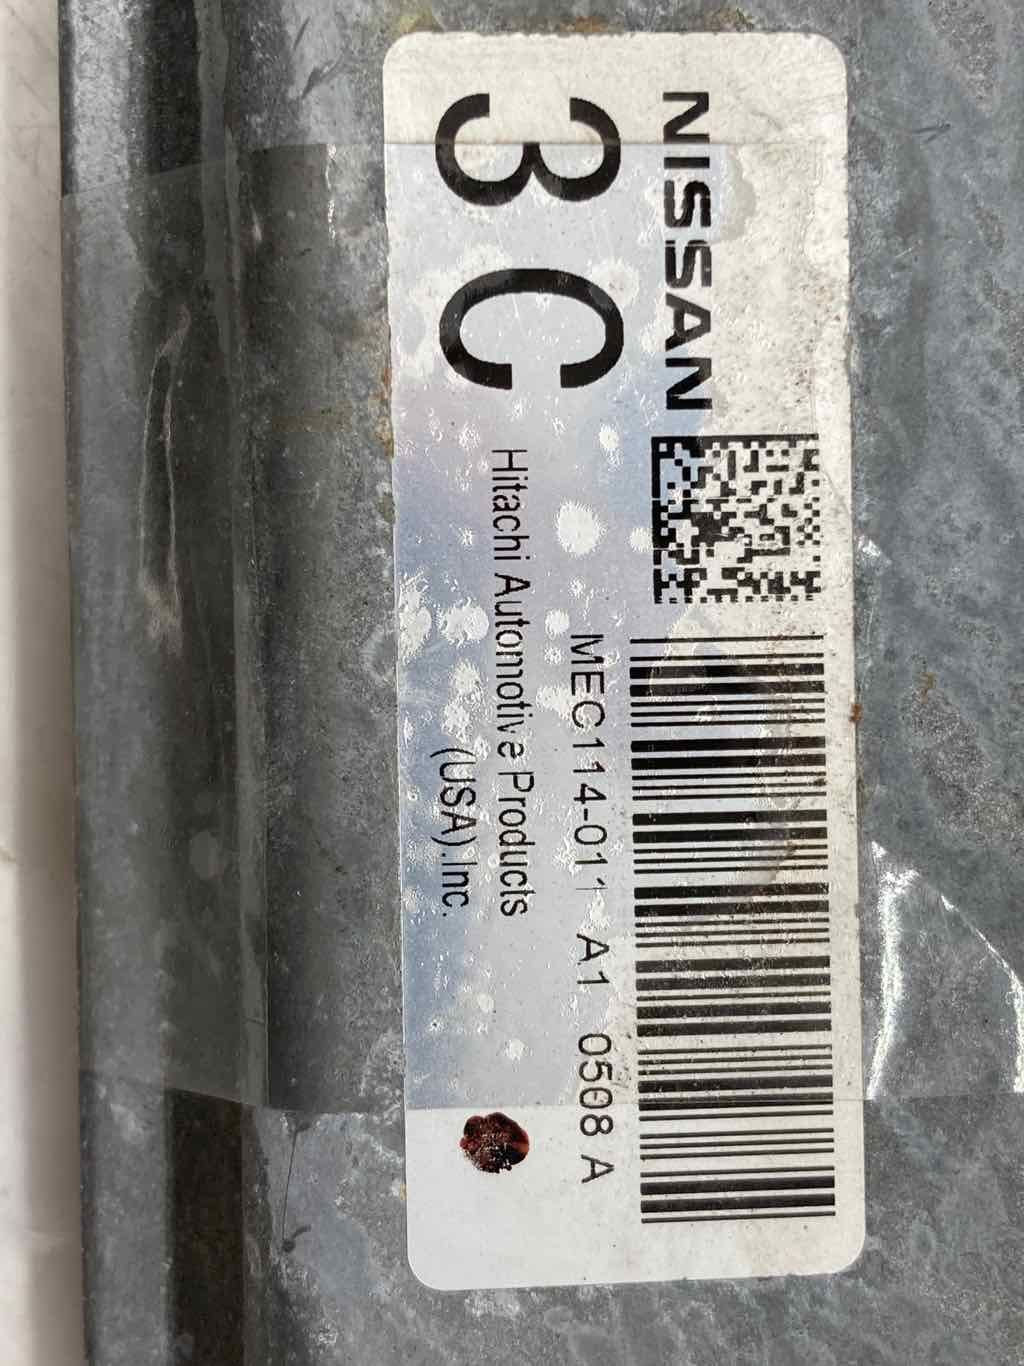 NISSAN
3C
MEC114-011 A1 0508 A
Hitachi Automotive Products
(USA).Inc.